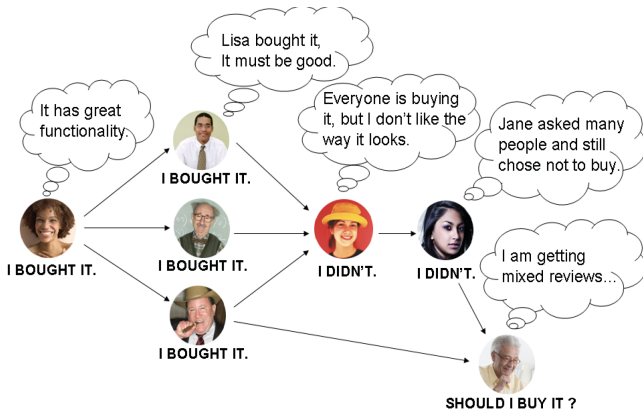 Lisa bought it,
It must be good.
It has great
functionality.
Everyone is buying
it, but I don't like the
way it looks.
Jane asked many
people and still
chose not to buy.
I BOUGHT IT.
I BOUGHT IT.
I BOUGHT IT.
I DIDN'T.
I DIDN'T.
I am getting
mixed reviews...
I BOUGHT IT.
SHOULD I BUY IT ?